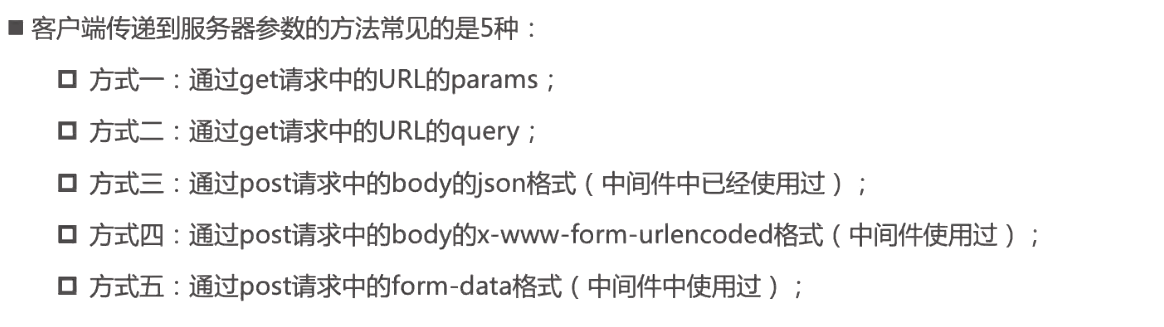 ■ 客户端传递到服务器参数的方法常见的是5种：
方式一：通过get请求中的URL的params；
方式二：通过get请求中的URL的query；
方式三：通过post请求中的body的json格式（中间件中已经使用过）；
方式四：通过post请求中的body的x-www-form-urlencoded格式（中间件使用过）；
方式五：通过post请求中的form-data格式（中间件中使用过）；